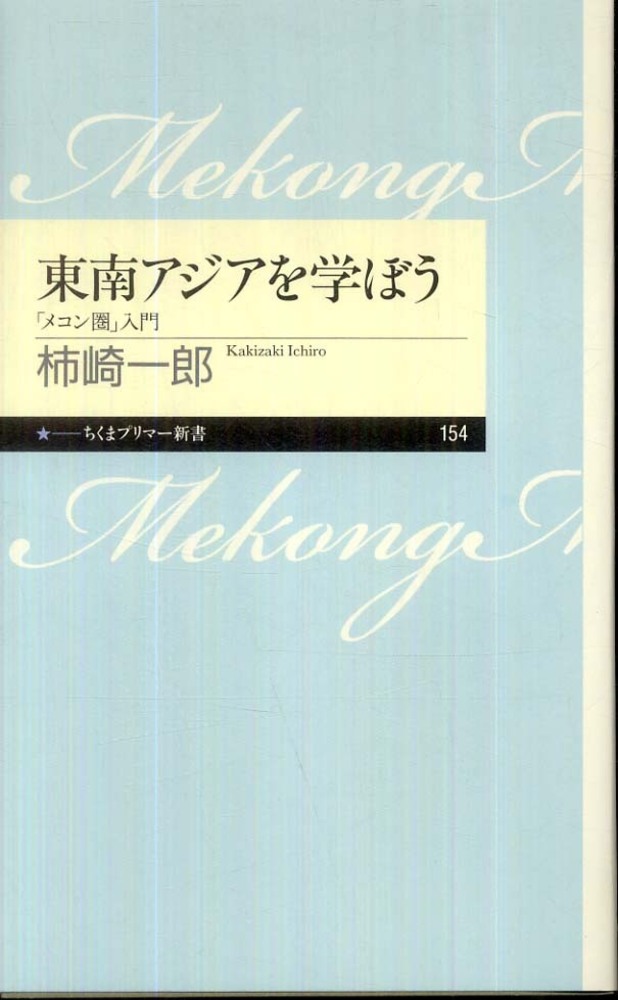 Mekong
東南アジアを学ぼう
「メコン圏」入門
柿崎一郎 Kakizaki Ichiro
★──ちくまプリマー新書 154
Mekong